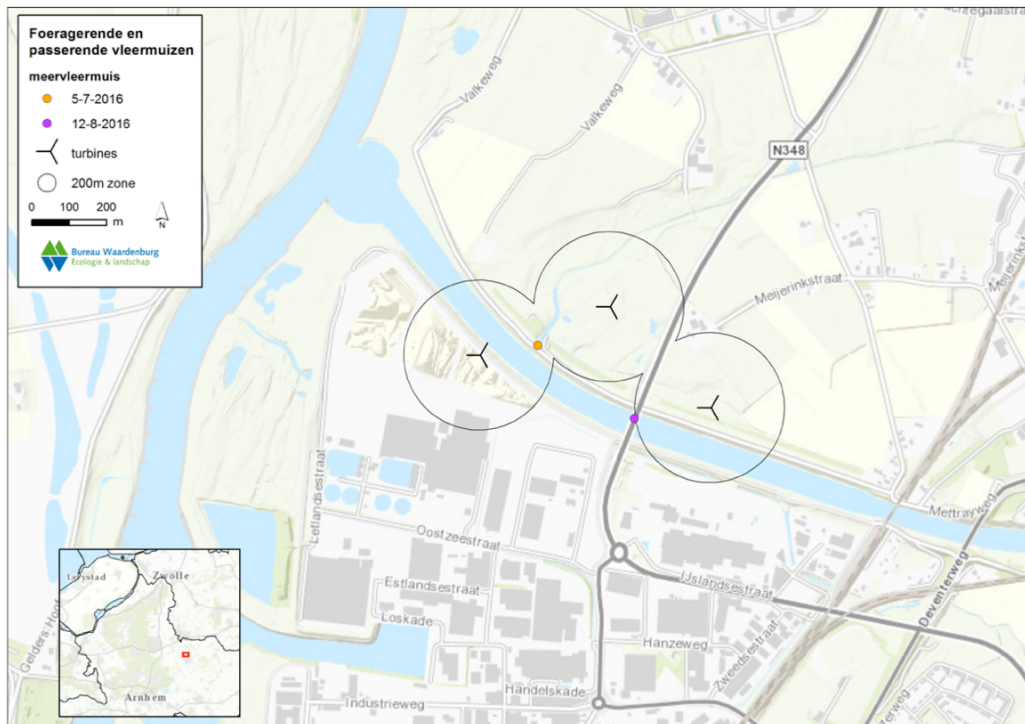 Foeragerende en
passerende vleermuizen
meervleermuis
5-7-2016
12-8-2016
turbines
200m zone
0 100 200
m
N
Bureau Waardenburg
Ecologie & landschap
Valkeweg
Valkeweg
N348
Meijerinkstraat
Letlandsestraat
Oostzeestraat
Estlandsestraat
Loskade
IJslandsestraat
Hanzeweg
Zweedsestraat
Handelskade
Industrieweg
Mettrayweg
Deventerweg
Lelystad
Zwolle
Arnhem